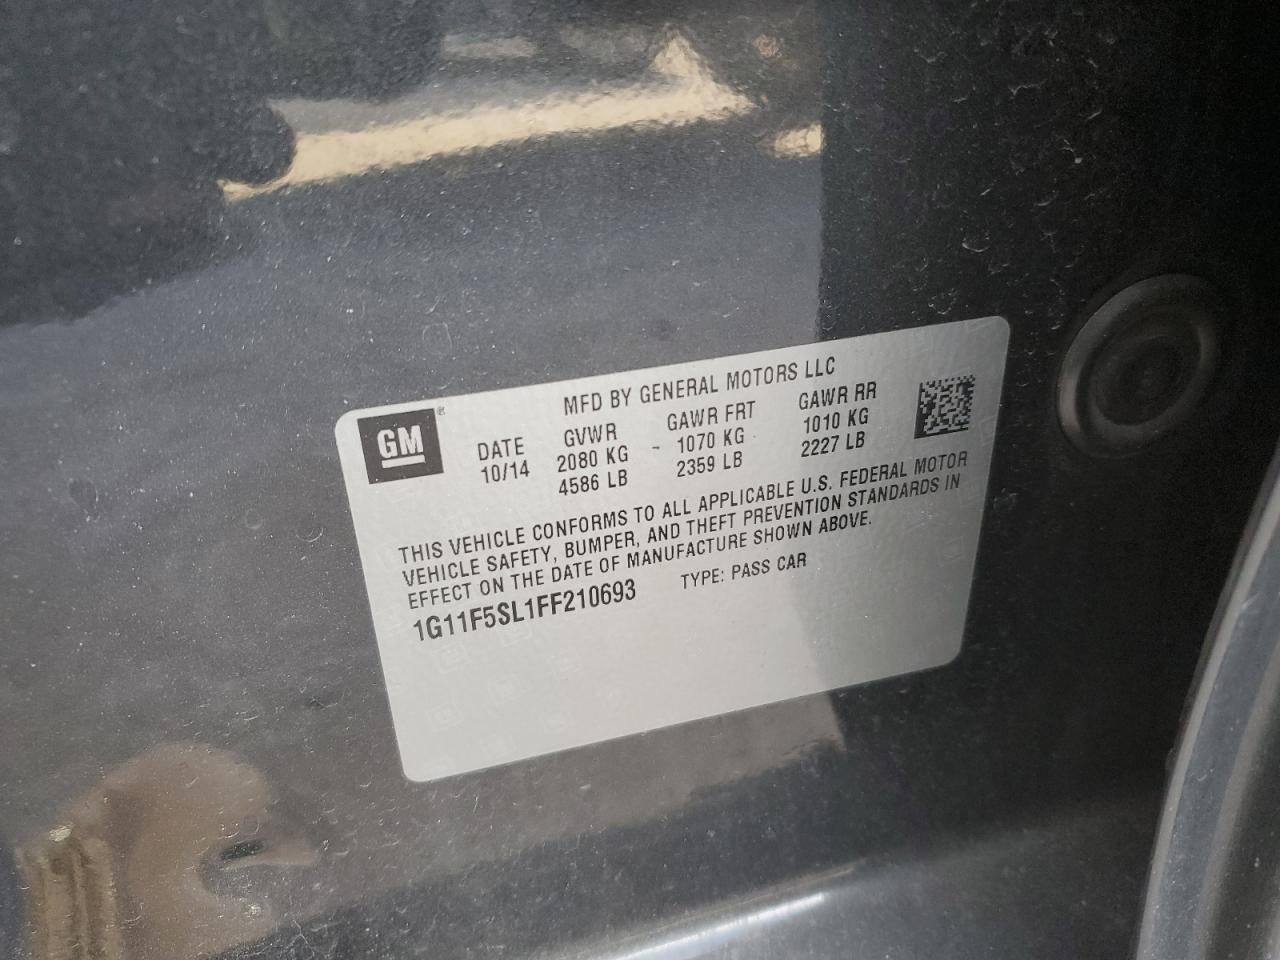 GM
MFD BY GENERAL MOTORS LLC
DATE GVWR GAWR FRT GAWR RR
10/14 2080 KG - 1070 KG 1010 KG
4586 LB 2359 LB 2227 LB
THIS VEHICLE CONFORMS TO ALL APPLICABLE U.S. FEDERAL MOTOR
VEHICLE SAFETY, BUMPER, AND THEFT PREVENTION STANDARDS IN
EFFECT ON THE DATE OF MANUFACTURE SHOWN ABOVE.
1G11F5SL1FF210693 TYPE: PASS CAR